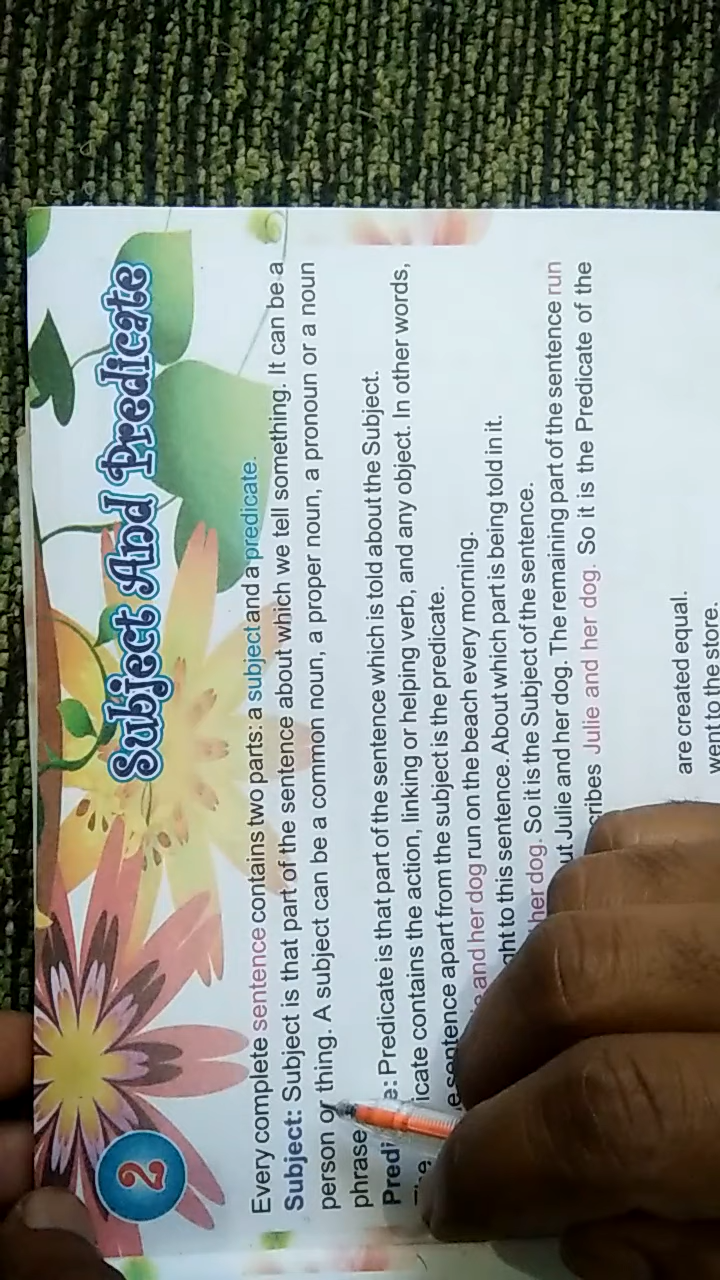 2
Subject And Predicate
Every complete sentence contains two parts: a subject and a predicate.
Subject: Subject is that part of the sentence about which we tell something. It can be a
person or thing. A subject can be a common noun, a proper noun, a pronoun or a noun
phrase
Predicate: Predicate is that part of the sentence which is told about the Subject.
contains the action, linking or helping verb, and any object. In other words,
sentence apart from the subject is the predicate.
and her dog run on the beach every morning.
to this sentence. About which part is being told in it.
her dog. So it is the Subject of the sentence.
Julie and her dog. The remaining part of the sentence run
Julie and her dog. So it is the Predicate of the
are created equal.
went to the store.